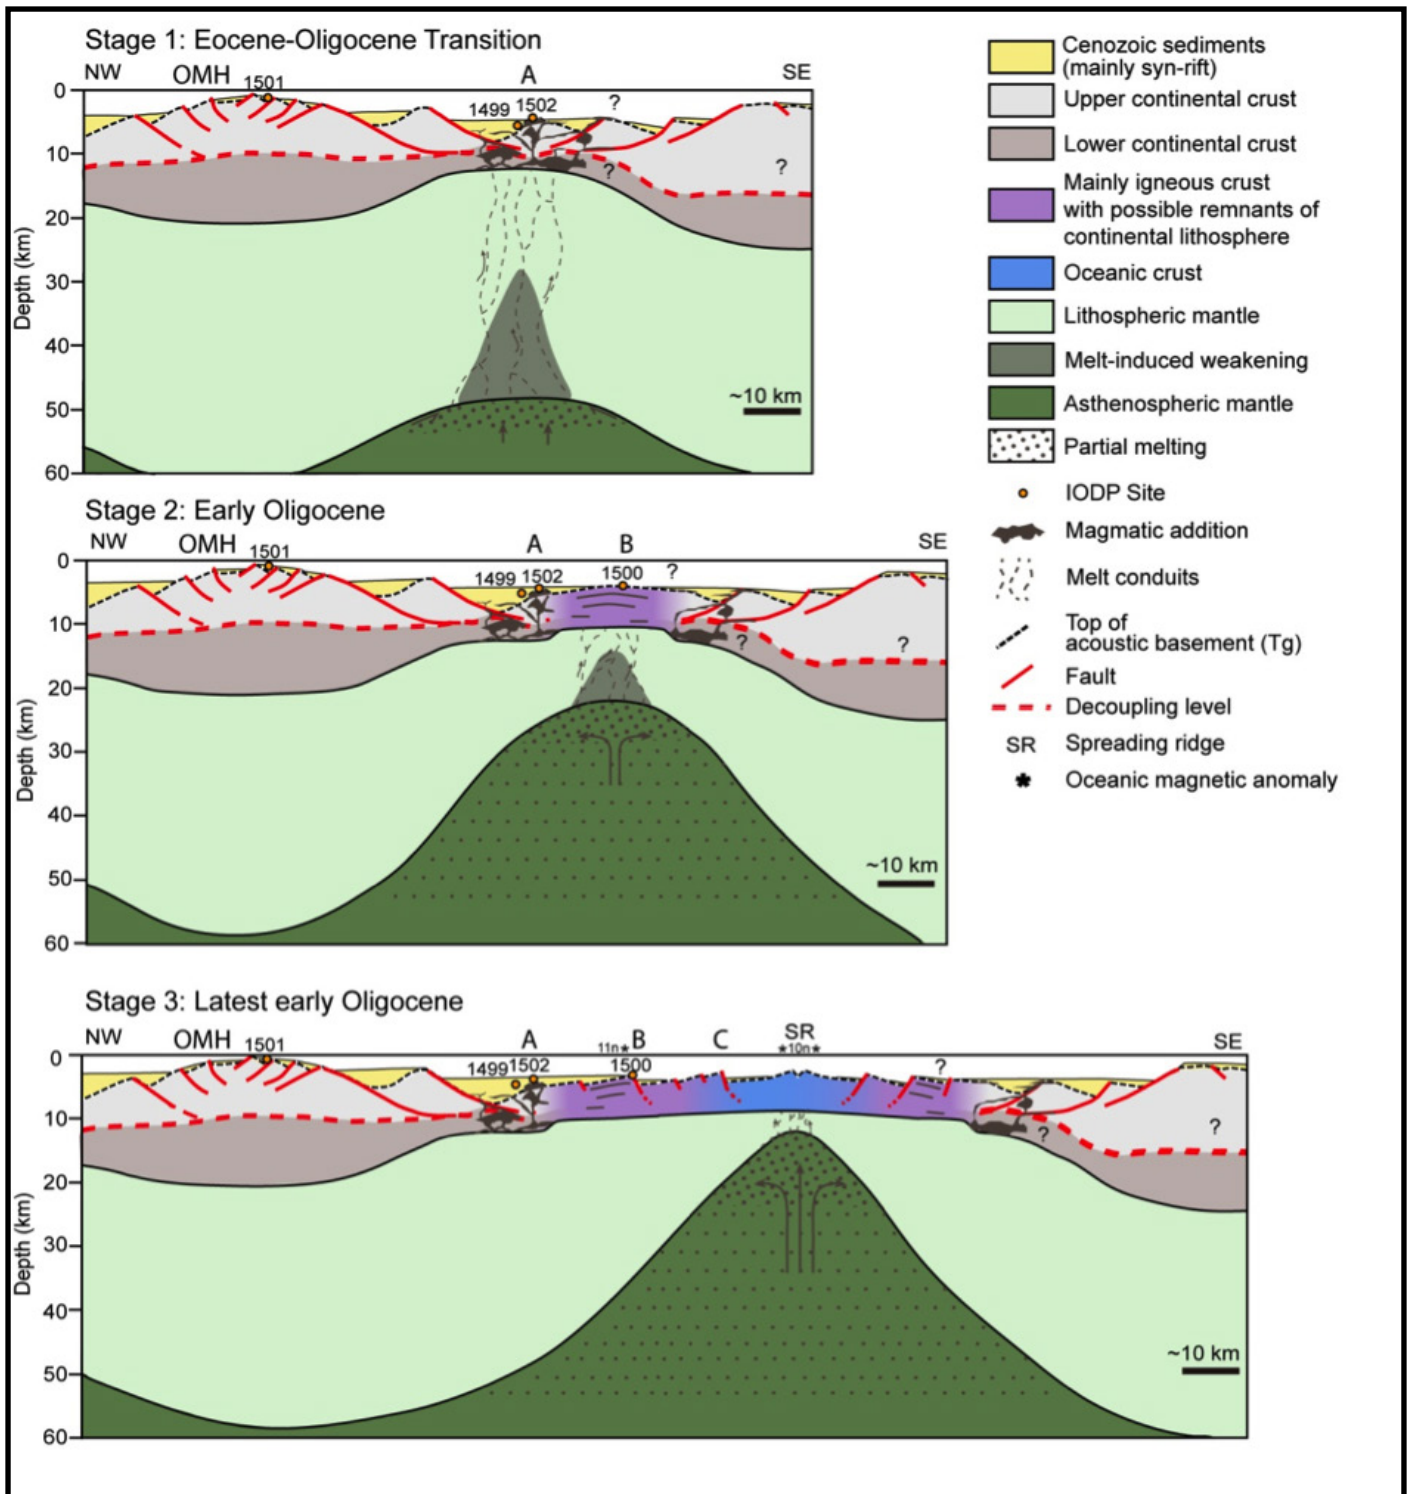 Stage 1: Eocene-Oligocene Transition
NW OMH 1501 A SE
1499 1502 ?
0
10
20
30
40
50
60
Depth (km)
?
?
~10 km
Cenozoic sediments
(mainly syn-rift)
Upper continental crust
Lower continental crust
Mainly igneous crust
with possible remnants of
continental lithosphere
Oceanic crust
Lithospheric mantle
Melt-induced weakening
Asthenospheric mantle
Partial melting
IODP Site
Magmatic addition
Melt conduits
Top of
acoustic basement (Tg)
Fault
Decoupling level
SR Spreading ridge
Oceanic magnetic anomaly
Stage 2: Early Oligocene
NW OMH 1501 A B SE
1499 1502 1500 ?
0
10
20
30
40
50
60
Depth (km)
?
?
~10 km
Stage 3: Latest early Oligocene
NW OMH 1501 A 11n* B C SR SE
*10n*
1499 1502 1500 ?
0
10
20
30
40
50
60
Depth (km)
?
?
~10 km